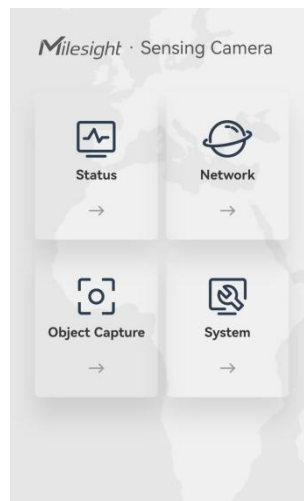 Milesight · Sensing Camera
Status
Network
→
→
Object Capture
System
→
→